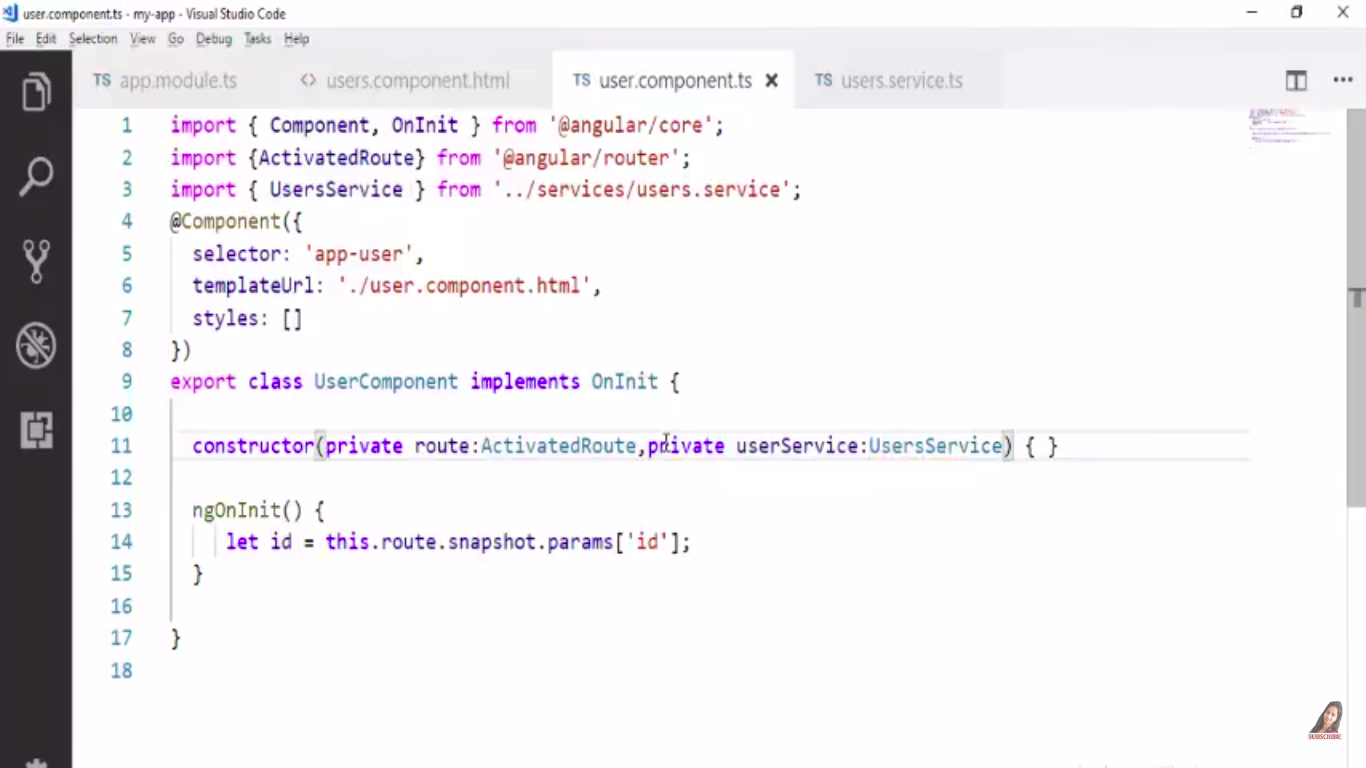 user.component.ts - my-app - Visual Studio Code
File Edit Selection View Go Debug Tasks Help
TS app.module.ts <> users.component.html TS user.component.ts TS users.service.ts
1 import { Component, OnInit } from '@angular/core';
2 import {ActivatedRoute} from '@angular/router';
3 import { UsersService } from '../services/users.service';
4 @Component({
5 selector: 'app-user',
6 templateUrl: './user.component.html',
7 styles: []
8 })
9 export class UserComponent implements OnInit {
10
11 constructor(private route:ActivatedRoute,private userService:UsersService) { }
12
13 ngOnInit() {
14 let id = this.route.snapshot.params['id'];
15 }
16
17 }
18
SUBSCRIBE